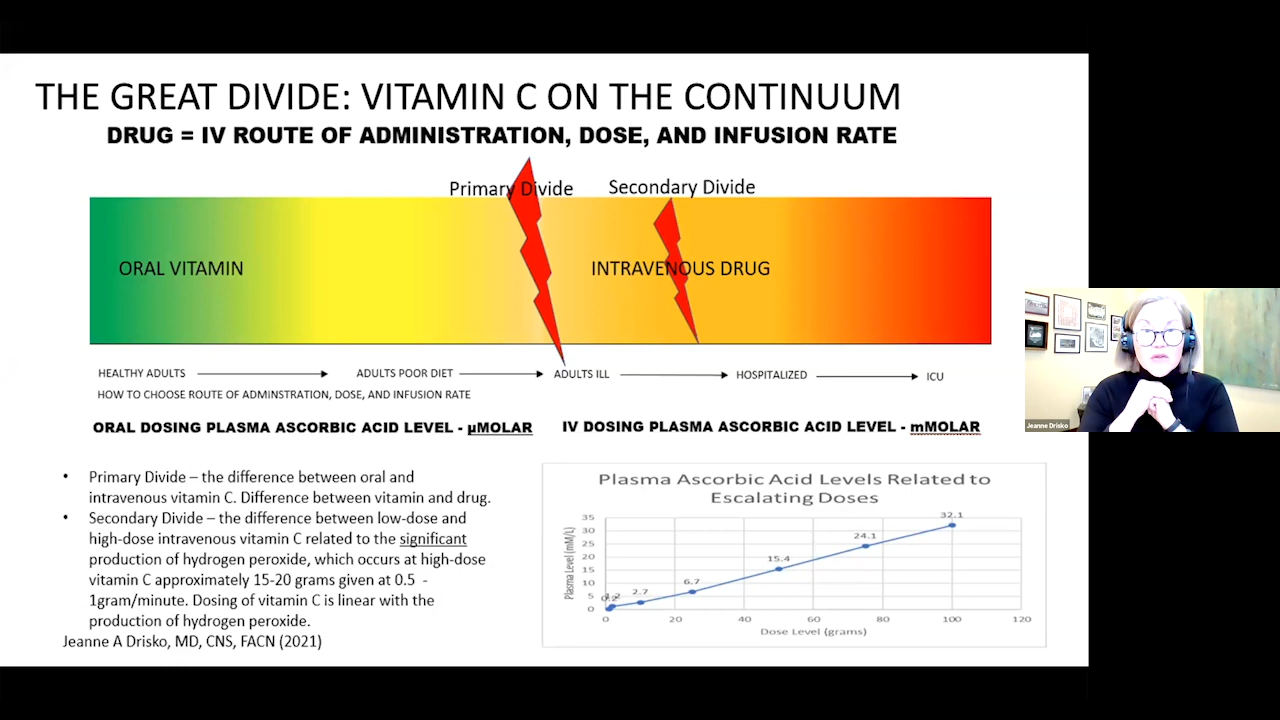 THE GREAT DIVIDE: VITAMIN C ON THE CONTINUUM
DRUG = IV ROUTE OF ADMINISTRATION, DOSE, AND INFUSION RATE
Primary Divide
Secondary Divide
ORAL VITAMIN
INTRAVENOUS DRUG
HEALTHY ADULTS
ADULTS POOR DIET
ADULTS ILL
HOSPITALIZED
ICU
HOW TO CHOOSE ROUTE OF ADMINSTRATION, DOSE, AND INFUSION RATE
ORAL DOSING PLASMA ASCORBIC ACID LEVEL - µMOLAR
IV DOSING PLASMA ASCORBIC ACID LEVEL - mMOLAR
• Primary Divide – the difference between oral and
intravenous vitamin C. Difference between vitamin and drug.
• Secondary Divide – the difference between low-dose and
high-dose intravenous vitamin C related to the significant
production of hydrogen peroxide, which occurs at high-dose
vitamin C approximately 15-20 grams given at 0.5 -
1gram/minute. Dosing of vitamin C is linear with the
production of hydrogen peroxide.
Jeanne A Drisko, MD, CNS, FACN (2021)
Plasma Ascorbic Acid Levels Related to
Escalating Doses
Plasma Level (mM/L)
35
30
25
20
15
10
5
0
2.7
6.7
15.4
24.1
32.1
0 20 40 60 80 100 120
Dose Level (grams)
Jeanne Drisko